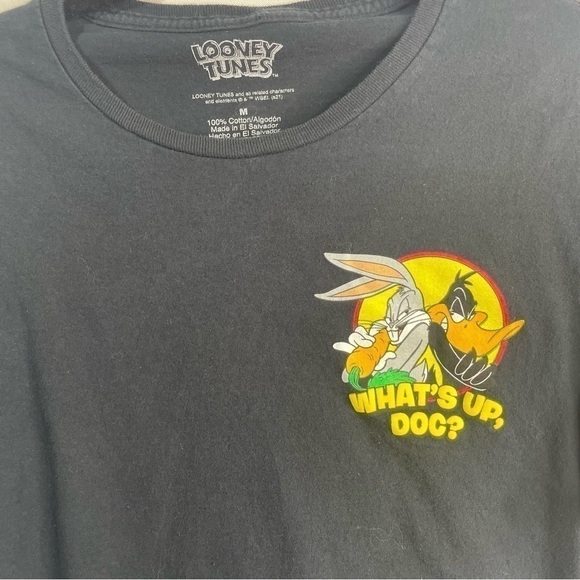 LOONEY
TUNES
LOONEY TUNES and all related characters
and elements © & ™ WBEI. (s21)
M
100% Cotton/Algodón
Made in El Salvador
Hecho en El Salvador
WHAT'S UP,
DOC?